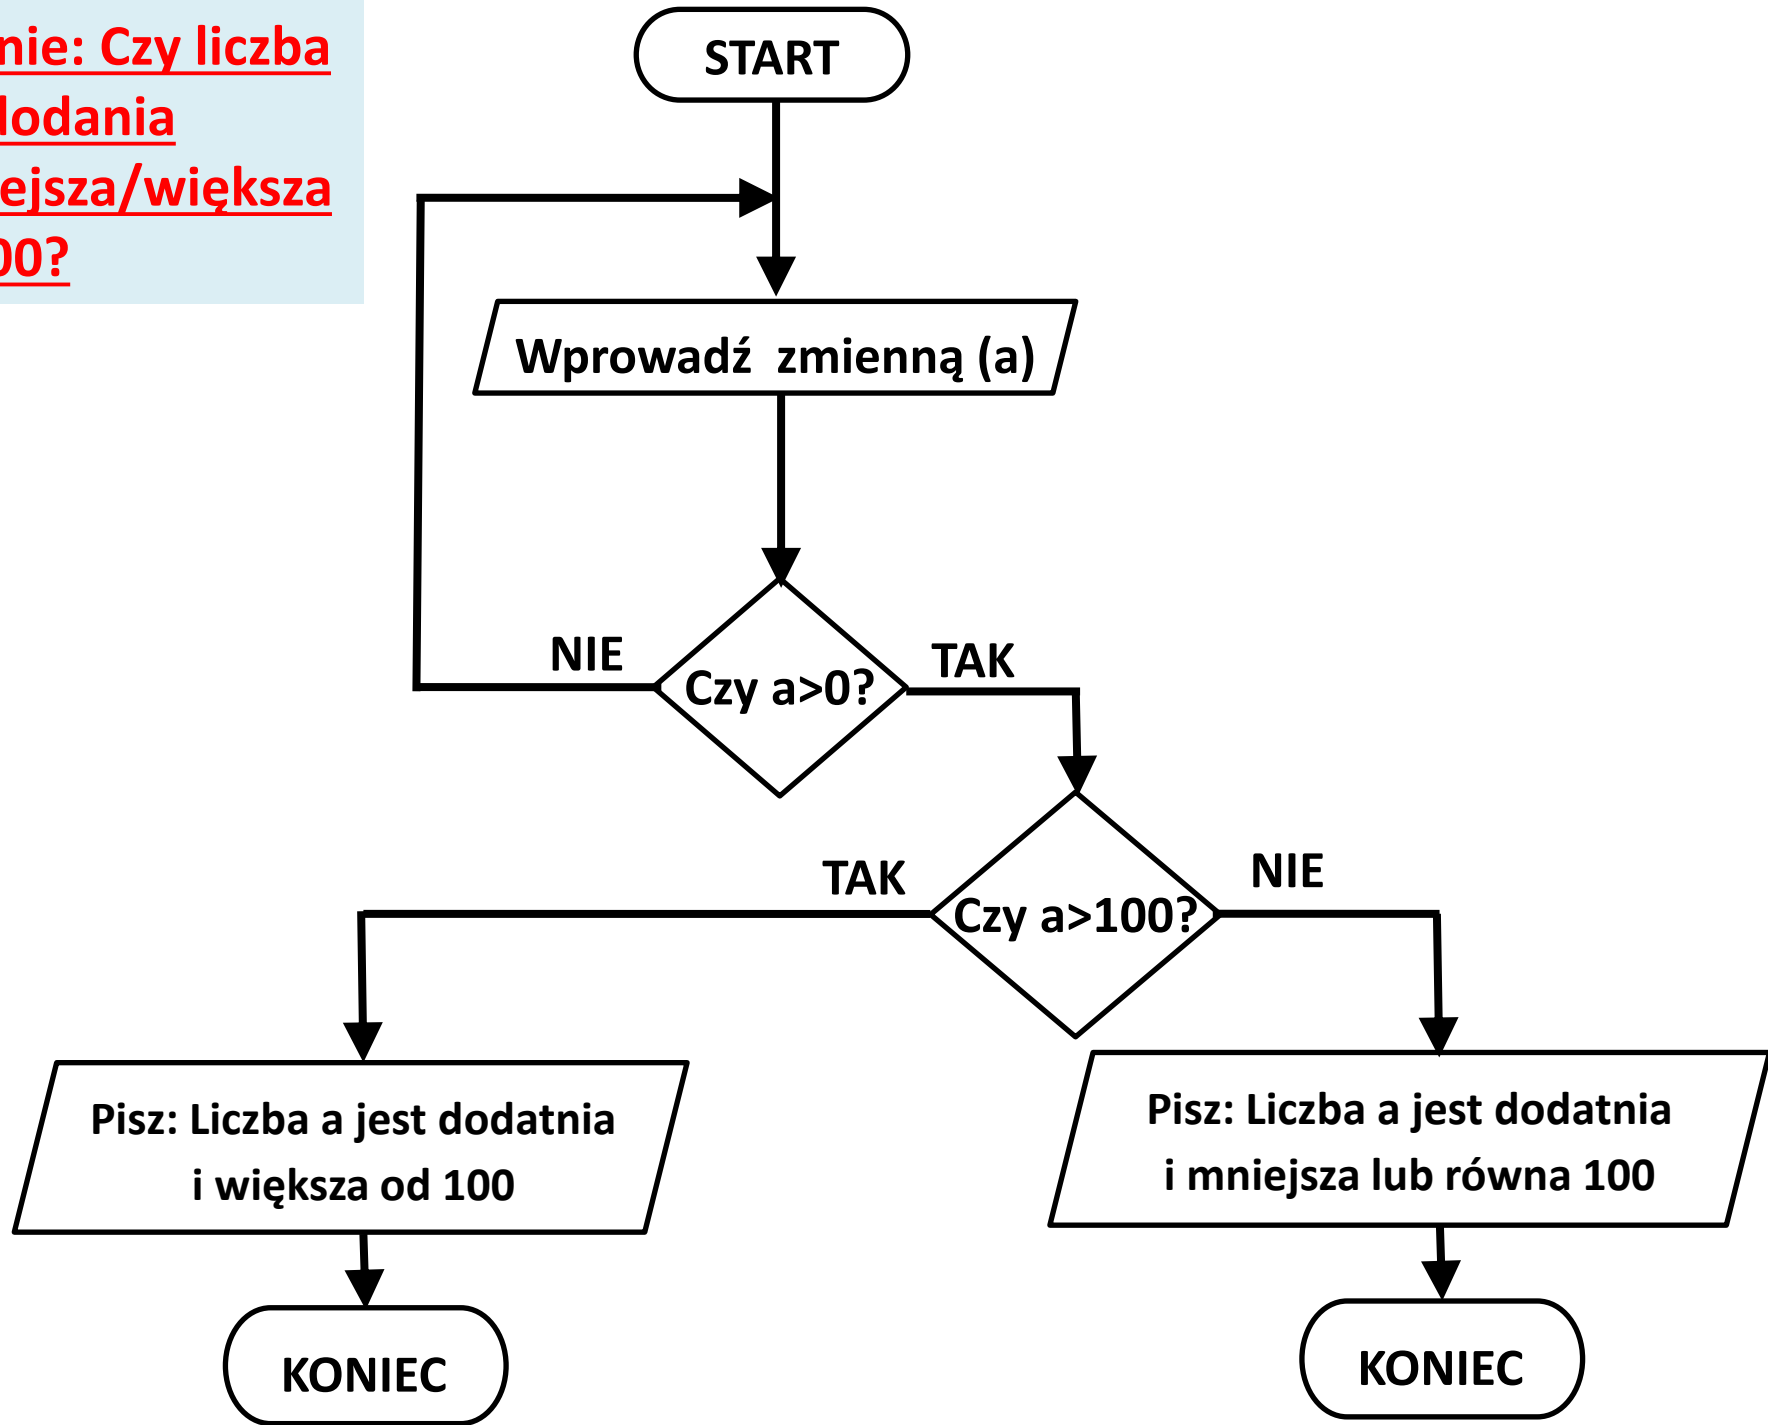 nie: Czy liczba
dodania
ejsza/większa
00?
START
Wprowadź zmienną (a)
NIE
TAK
Czy a>0?
TAK
NIE
Czy a>100?
Pisz: Liczba a jest dodatnia
i większa od 100
Pisz: Liczba a jest dodatnia
i mniejsza lub równa 100
KONIEC
KONIEC